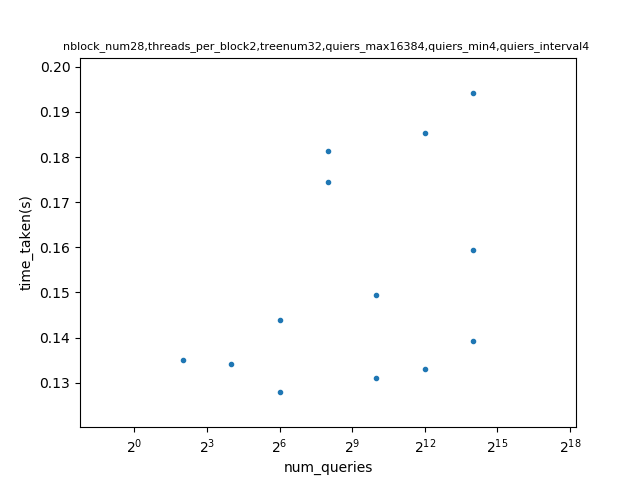 nblock_num28,threads_per_block2,treenum32,quiers_max16384,quiers_min4,quiers_interval4
0.20
0.19
0.18
0.17
0.16
0.15
0.14
0.13
time_taken(s)
2^0 2^3 2^6 2^9 2^12 2^15 2^18
num_queries